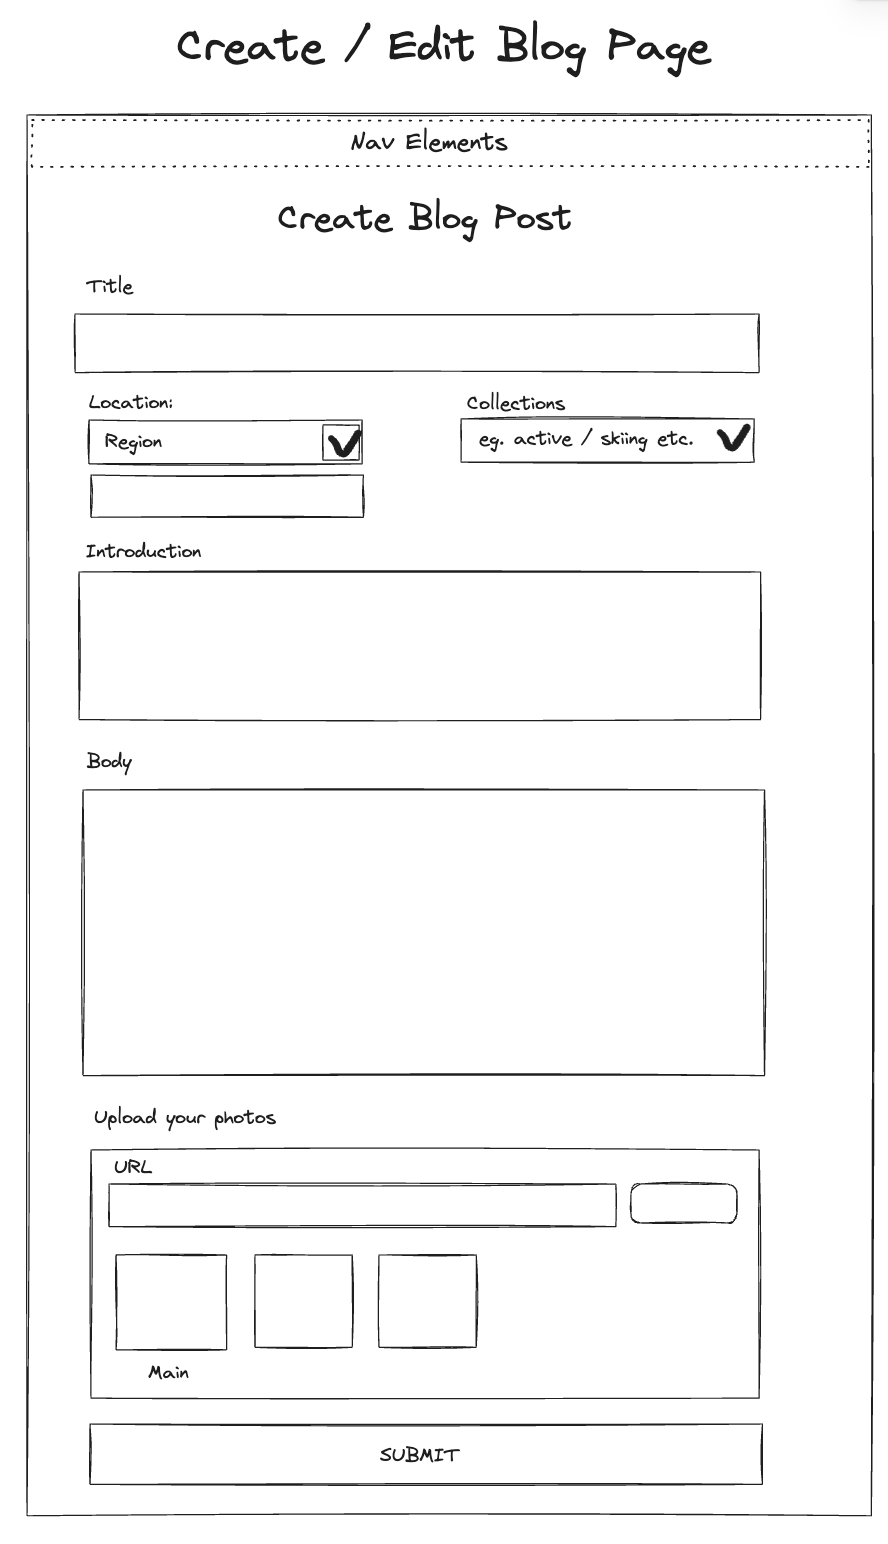 Create / Edit Blog Page
Nav Elements
Create Blog Post
Title
Location:
Collections
Region
eg. active / skiing etc.
Introduction
Body
Upload your photos
URL
Main
SUBMIT